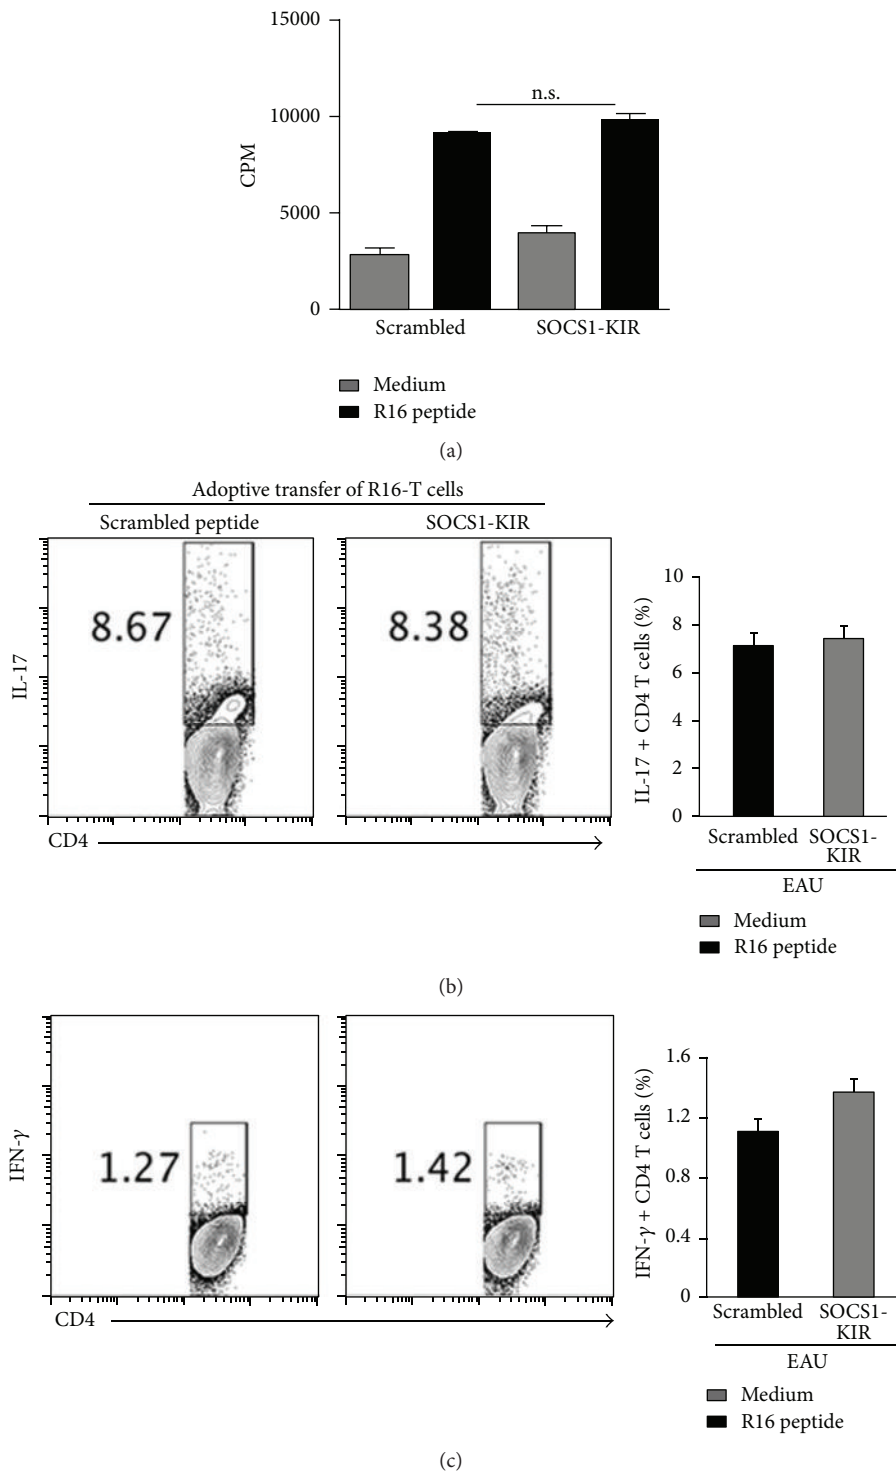 15000
10000
5000
0
CPM
n.s.
Scrambled SOCS1-KIR
Medium
R16 peptide
(a)
Adoptive transfer of R16-T cells
Scrambled peptide SOCS1-KIR
IL-17
8.67
8.38
CD4
10
8
6
4
2
0
IL-17 + CD4 T cells (%)
Scrambled SOCS1-
KIR
EAU
Medium
R16 peptide
(b)
IFN-γ
1.27
1.42
CD4
1.6
1.2
0.8
0.4
0
IFN-γ + CD4 T cells (%)
Scrambled SOCS1-
KIR
EAU
Medium
R16 peptide
(c)